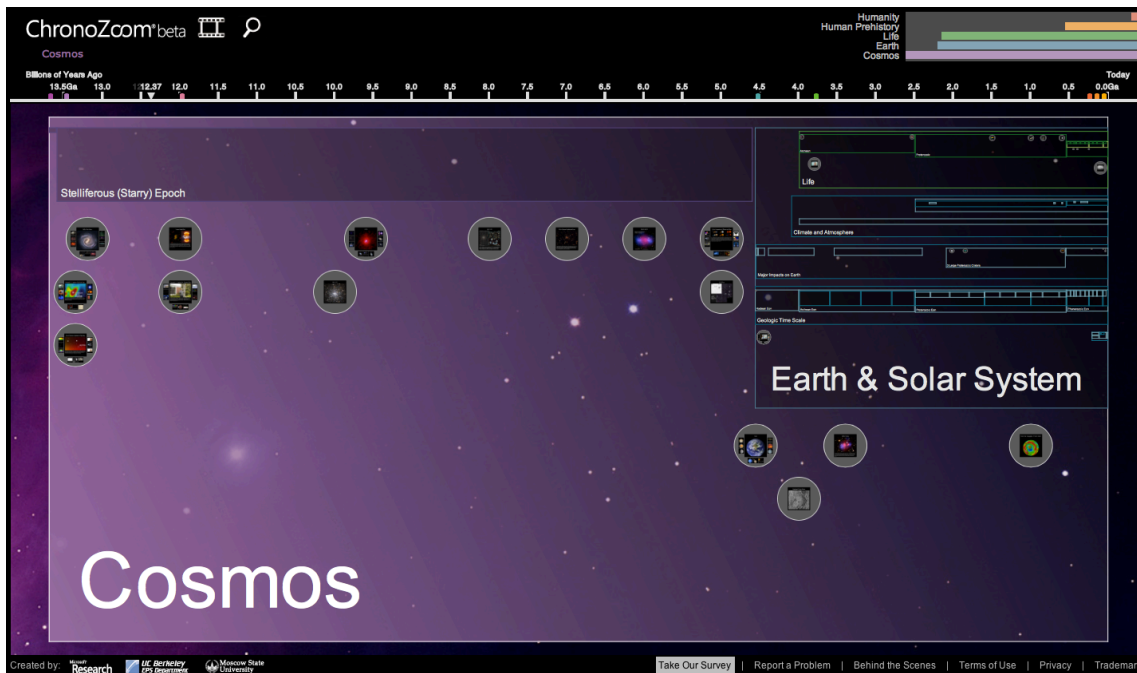 ChronoZoom® beta
Cosmos
Humanity
Human Prehistory
Life
Earth
Cosmos
Billions of Years Ago
Today
13.5Ga 13.0 12.37 12.0 11.5 11.0 10.5 10.0 9.5 9.0 8.5 8.0 7.5 7.0 6.5 6.0 5.5 5.0 4.5 4.0 3.5 3.0 2.5 2.0 1.5 1.0 0.5 0.0Ga
Stelliferous (Starry) Epoch
Life
Climate and Atmosphere
Major Impacts on Earth
Geologic Time Scale
Earth & Solar System
Cosmos
Created by:
Microsoft
Research
UC Berkeley
EPS Department
Moscow State
University
Take Our Survey | Report a Problem | Behind the Scenes | Terms of Use | Privacy | Trademar